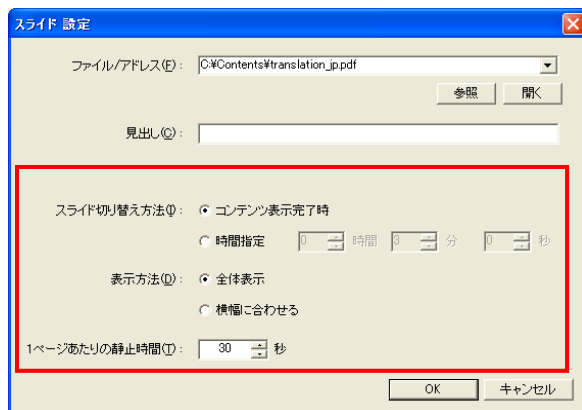 スライド 設定
ファイル/アドレス(F): C:¥Contents¥translation_jp.pdf
参照 開く
見出し(C):
スライド切り替え方法(I): コンテンツ表示完了時
時間指定 0 時間 3 分 0 秒
表示方法(D): 全体表示
横幅に合わせる
1ページあたりの静止時間(T): 30 秒
OK キャンセル